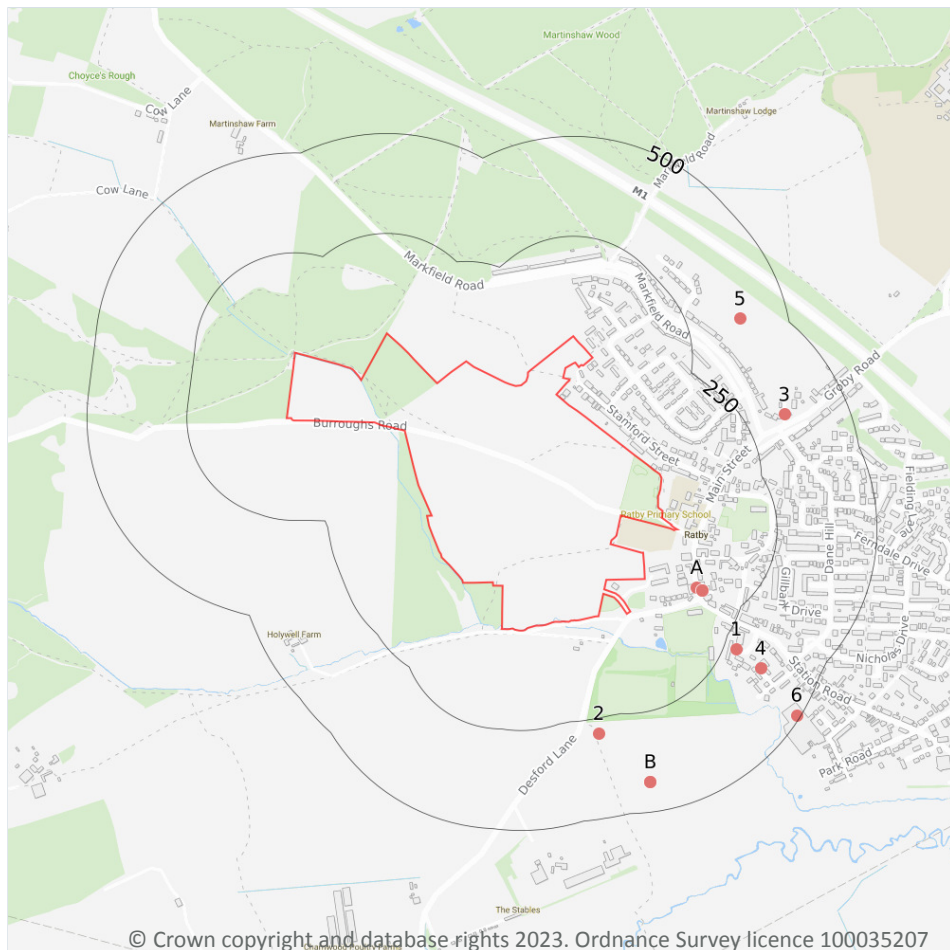 Martinshaw Wood
Choyce's Rough
Cow Lane
Martinshaw Farm
Martinshaw Lodge
500
Markfield Road
M1
Cow Lane
Markfield Road
5
Markfield Road
Groby Road
250
3
Burroughs Road
Stamford Street
Main Street
Fielding Lane
Ratby Primary School
Ratby
Dane Hill
Ferndale Drive
A
Gilbak
Drive
1
Holywell Farm
4
Nicholas Drive
Station Road
6
2
Desford Lane
B
Park Road
The Stables
© Crown copyright and database rights 2023. Ordnance Survey licence 100035207